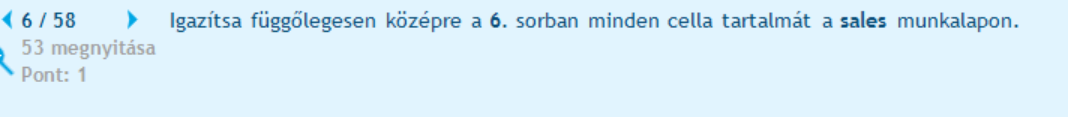 6 / 58 Igazítsa függőlegesen középre a 6. sorban minden cella tartalmát a sales munkalapon.
53 megnyitása
Pont: 1